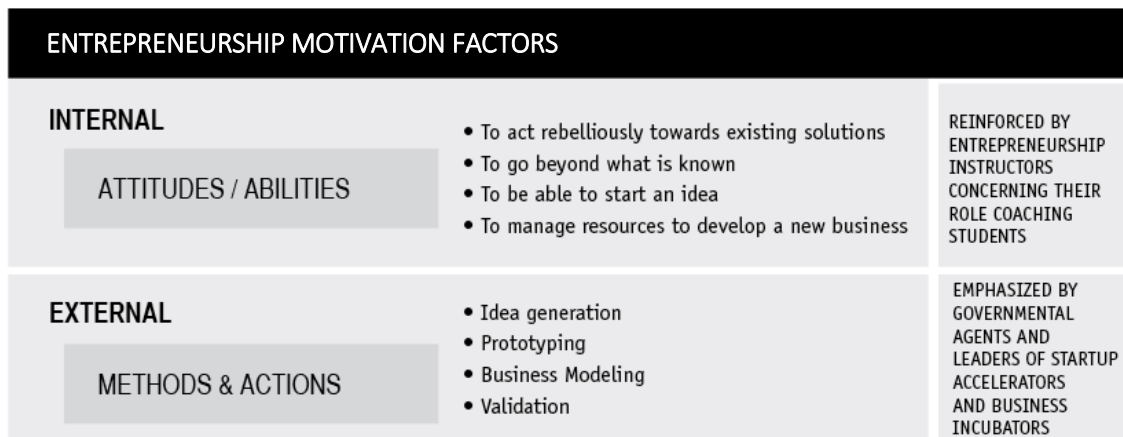 ENTREPRENEURSHIP MOTIVATION FACTORS
INTERNAL
ATTITUDES / ABILITIES
• To act rebelliously towards existing solutions
• To go beyond what is known
• To be able to start an idea
• To manage resources to develop a new business
REINFORCED BY
ENTREPRENEURSHIP
INSTRUCTORS
CONCERNING THEIR
ROLE COACHING
STUDENTS
EXTERNAL
METHODS & ACTIONS
• Idea generation
• Prototyping
• Business Modeling
• Validation
EMPHASIZED BY
GOVERNMENTAL
AGENTS AND
LEADERS OF STARTUP
ACCELERATORS
AND BUSINESS
INCUBATORS